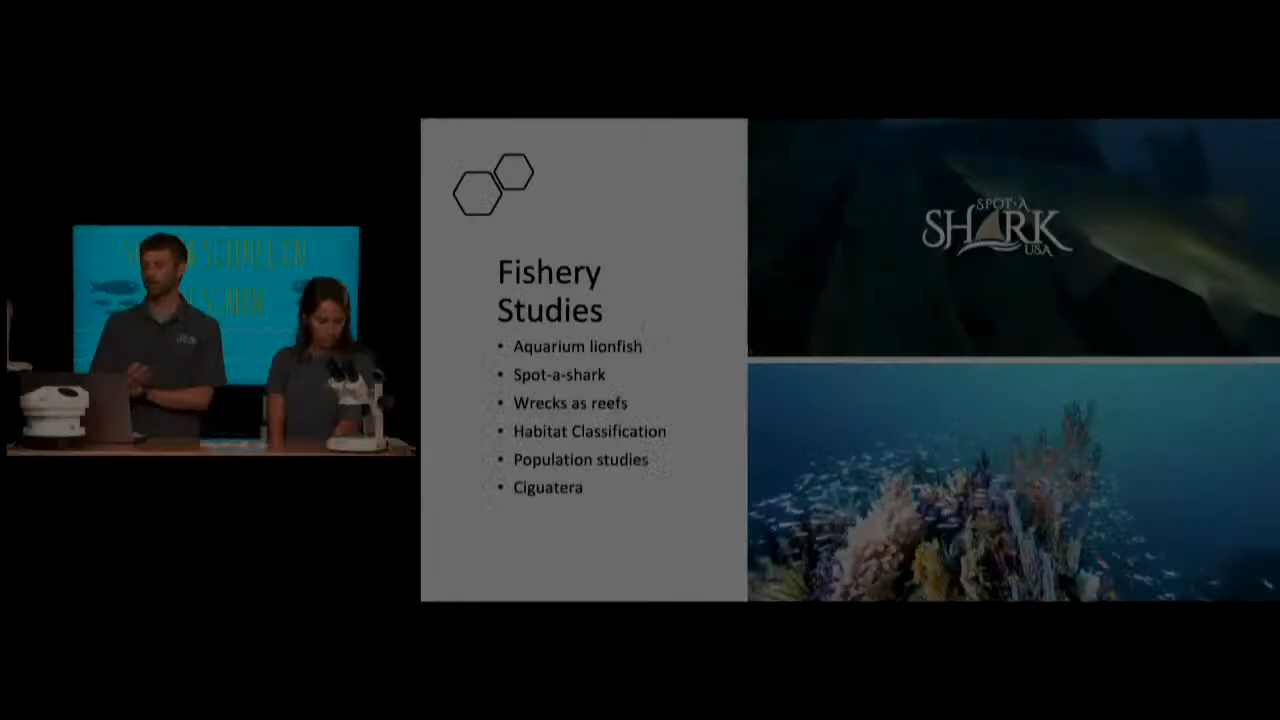 Fishery
Studies
• Aquarium lionfish
• Spot-a-shark
• Wrecks as reefs
• Habitat Classification
• Population studies
• Ciguatera
SPOT·A
SHARK
USA